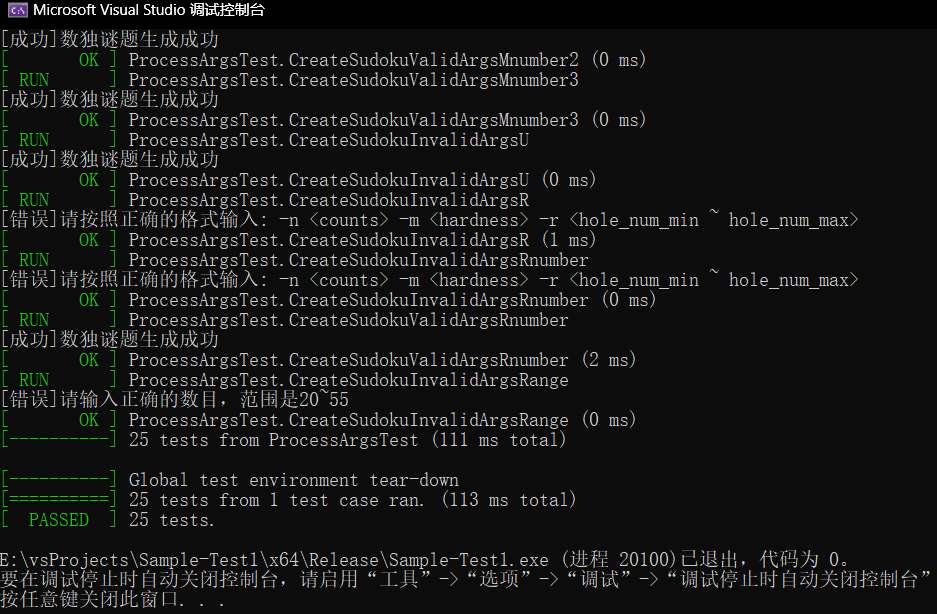 Microsoft Visual Studio 调试控制台
[成功]数独谜题生成成功
[       OK ] ProcessArgsTest.CreateSudokuValidArgsMnumber2 (0 ms)
[ RUN      ] ProcessArgsTest.CreateSudokuValidArgsMnumber3
[成功]数独谜题生成成功
[       OK ] ProcessArgsTest.CreateSudokuValidArgsMnumber3 (0 ms)
[ RUN      ] ProcessArgsTest.CreateSudokuInvalidArgsU
[成功]数独谜题生成成功
[       OK ] ProcessArgsTest.CreateSudokuInvalidArgsU (0 ms)
[ RUN      ] ProcessArgsTest.CreateSudokuInvalidArgsR
[错误]请按照正确的格式输入: -n <counts> -m <hardness> -r <hole_num_min ~ hole_num_max>
[       OK ] ProcessArgsTest.CreateSudokuInvalidArgsR (1 ms)
[ RUN      ] ProcessArgsTest.CreateSudokuInvalidArgsRnumber
[错误]请按照正确的格式输入: -n <counts> -m <hardness> -r <hole_num_min ~ hole_num_max>
[       OK ] ProcessArgsTest.CreateSudokuInvalidArgsRnumber (0 ms)
[ RUN      ] ProcessArgsTest.CreateSudokuValidArgsRnumber
[成功]数独谜题生成成功
[       OK ] ProcessArgsTest.CreateSudokuValidArgsRnumber (2 ms)
[ RUN      ] ProcessArgsTest.CreateSudokuInvalidArgsRange
[错误]请输入正确的数目，范围是20~55
[       OK ] ProcessArgsTest.CreateSudokuInvalidArgsRange (0 ms)
[----------] 25 tests from ProcessArgsTest (111 ms total)
[----------] Global test environment tear-down
[==========] 25 tests from 1 test case ran. (113 ms total)
[  PASSED  ] 25 tests.
E:\vsProjects\Sample-Test1\x64\Release\Sample-Test1.exe (进程 20100)已退出，代码为 0。
要在调试停止时自动关闭控制台，请启用“工具”->“选项”->“调试”->“调试停止时自动关闭控制台”
按任意键关闭此窗口. . .